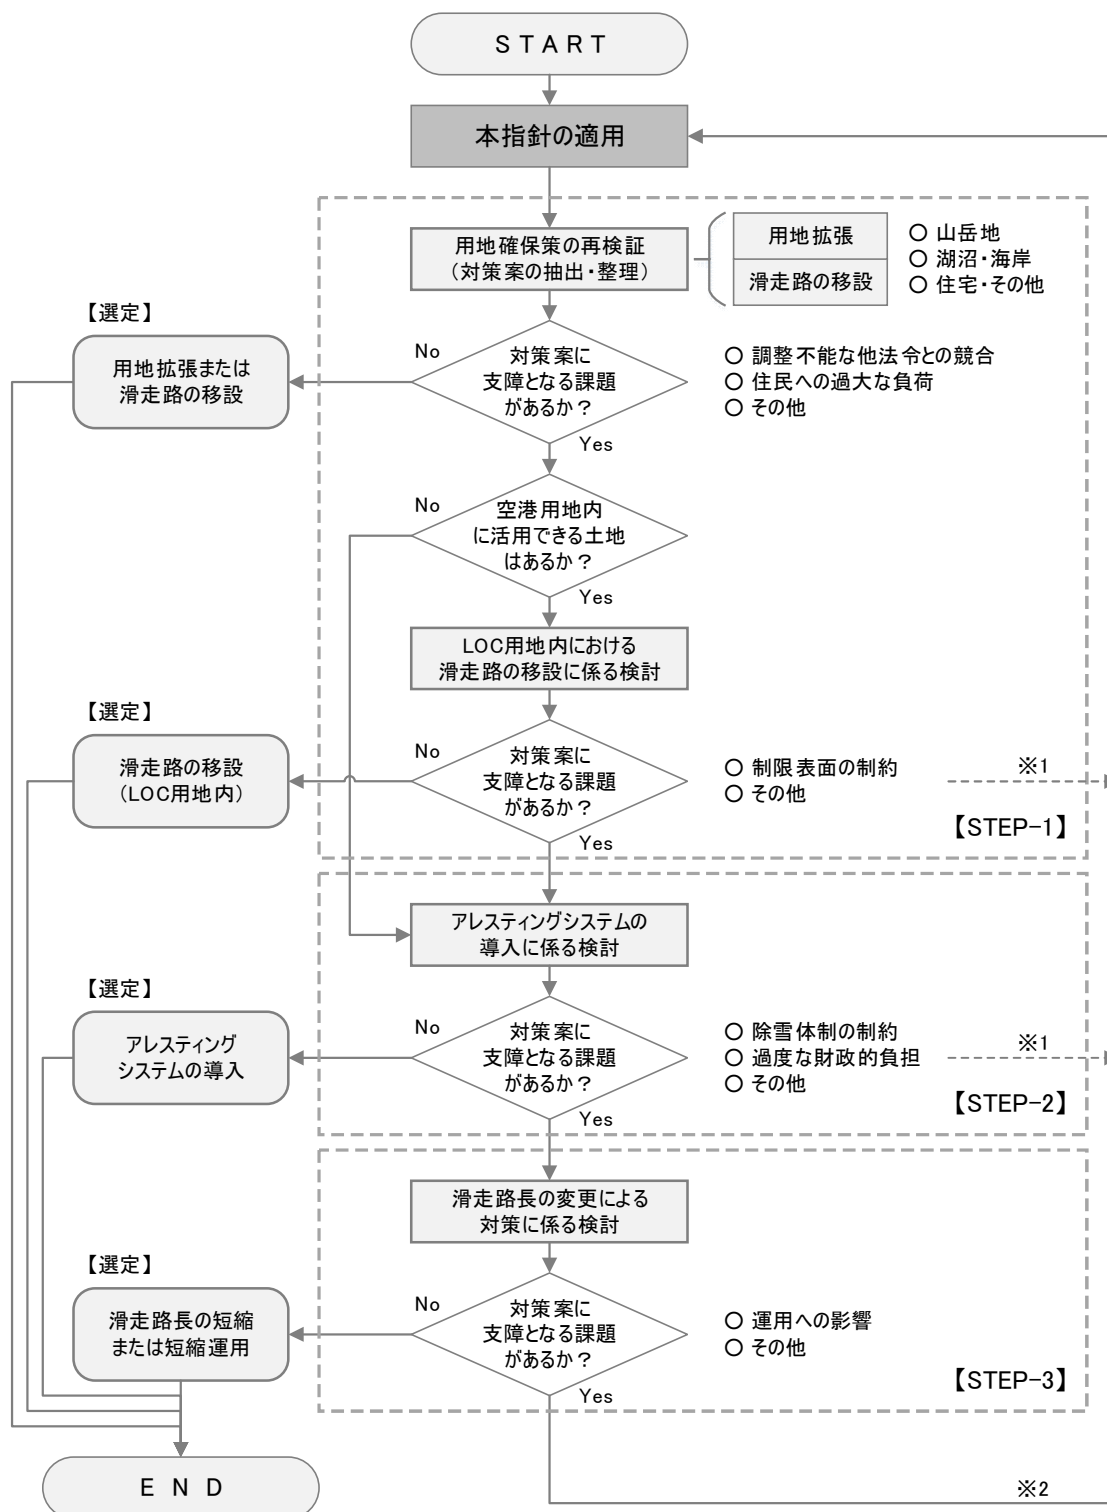 START
本指針の適用
用地確保策の再検証
（対策案の抽出・整理）
用地拡張
滑走路の移設
○ 山岳地
○ 湖沼・海岸
○ 住宅・その他
【選定】
用地拡張または
滑走路の移設
No
対策案に
支障となる課題
があるか？
○ 調整不能な他法令との競合
○ 住民への過大な負荷
○ その他
Yes
No
空港用地内
に活用できる土地
はあるか？
Yes
LOC用地内における
滑走路の移設に係る検討
【選定】
滑走路の移設
（LOC用地内）
No
対策案に
支障となる課題
があるか？
○ 制限表面の制約
○ その他
※1
Yes
【STEP-1】
アレスティングシステムの
導入に係る検討
【選定】
アレスティング
システムの導入
No
対策案に
支障となる課題
があるか？
○ 除雪体制の制約
○ 過度な財政的負担
○ その他
※1
Yes
【STEP-2】
滑走路長の変更による
対策に係る検討
【選定】
滑走路長の短縮
または短縮運用
No
対策案に
支障となる課題
があるか？
○ 運用への影響
○ その他
Yes
【STEP-3】
END
※2